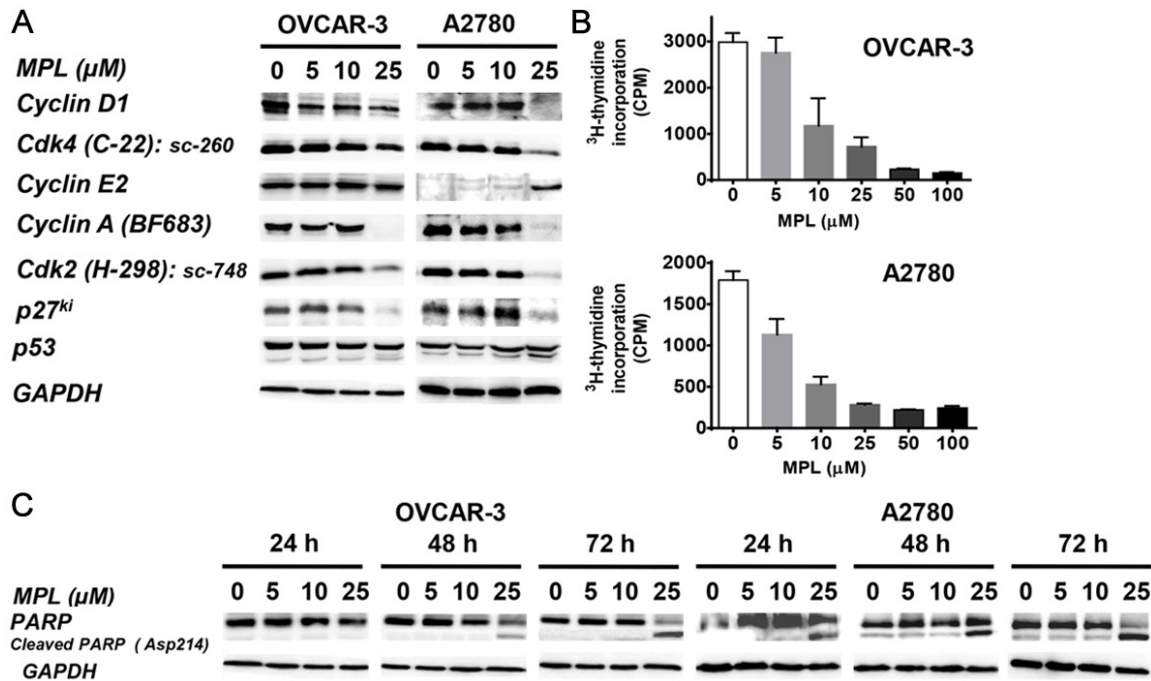 A
OVCAR-3 A2780
MPL (µM) 0 5 10 25 0 5 10 25
Cyclin D1
Cdk4 (C-22): sc-260
Cyclin E2
Cyclin A (BF683)
Cdk2 (H-298): sc-748
p27ki
p53
GAPDH
B
OVCAR-3
3H-thymidine
incorporation
(CPM)
3000
2000
1000
0
0 5 10 25 50 100
MPL (µM)
A2780
3H-thymidine
incorporation
(CPM)
2000
1500
1000
500
0
0 5 10 25 50 100
MPL (µM)
C
OVCAR-3 A2780
24 h 48 h 72 h 24 h 48 h 72 h
MPL (µM) 0 5 10 25 0 5 10 25 0 5 10 25 0 5 10 25 0 5 10 25 0 5 10 25
PARP
Cleaved PARP ( Asp214)
GAPDH